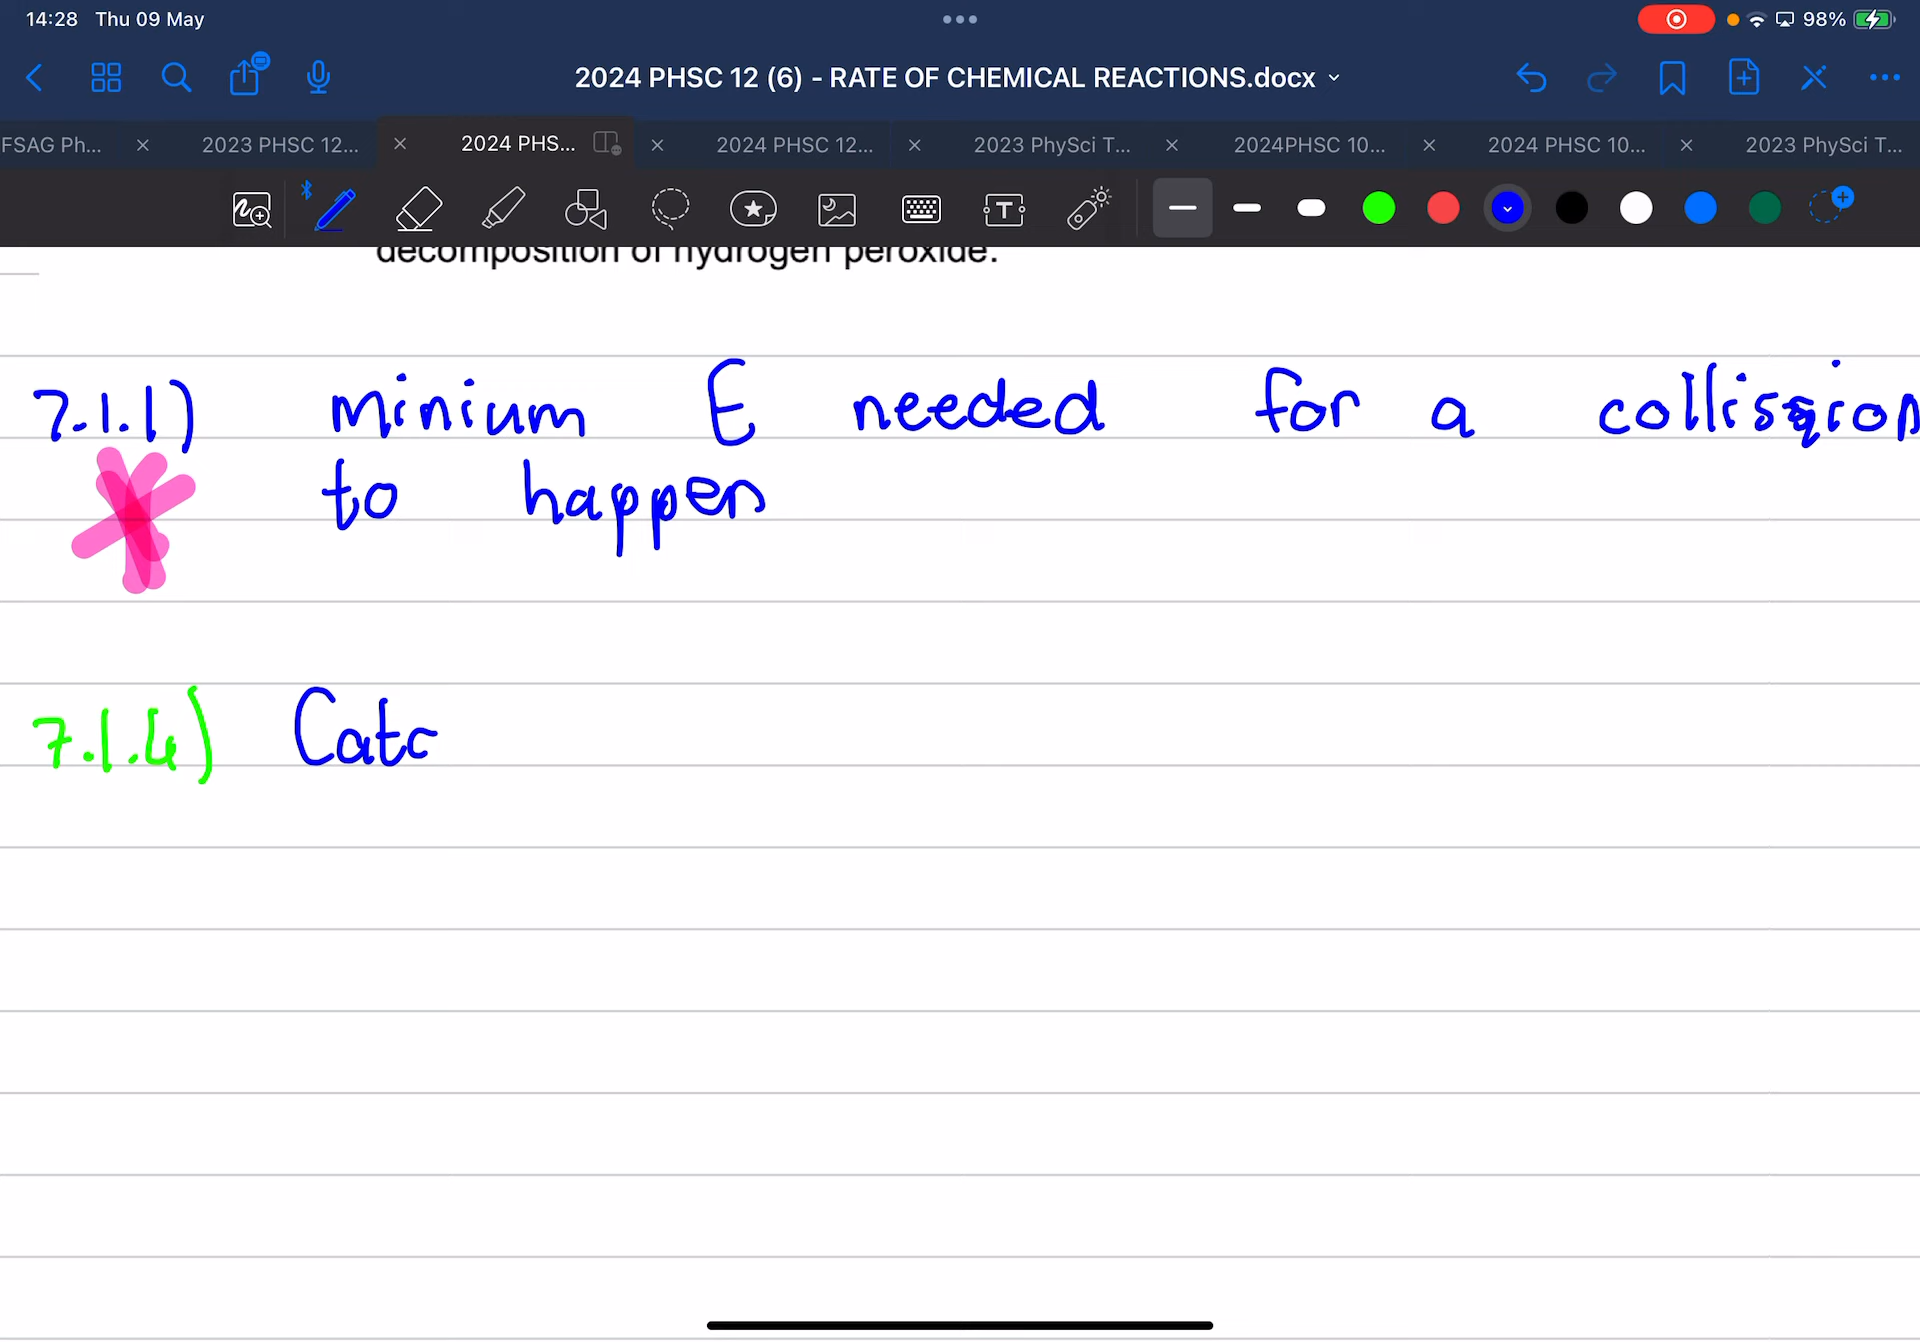 14:28 Thu 09 May
98%
2024 PHSC 12 (6) - RATE OF CHEMICAL REACTIONS.docx
FSAG Ph... 2023 PHSC 12... 2024 PHS... 2024 PHSC 12... 2023 PhySci T... 2024PHSC 10... 2024 PHSC 10... 2023 PhySci T...
decomposition of hydrogen peroxide.
7.1.1) minium E needed for a collision
to happen
7.1.4) Catc